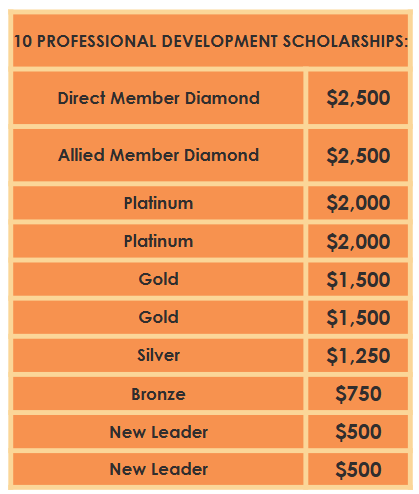 10 PROFESSIONAL DEVELOPMENT SCHOLARSHIPS:
Direct Member Diamond $2,500
Allied Member Diamond $2,500
Platinum $2,000
Platinum $2,000
Gold $1,500
Gold $1,500
Silver $1,250
Bronze $750
New Leader $500
New Leader $500